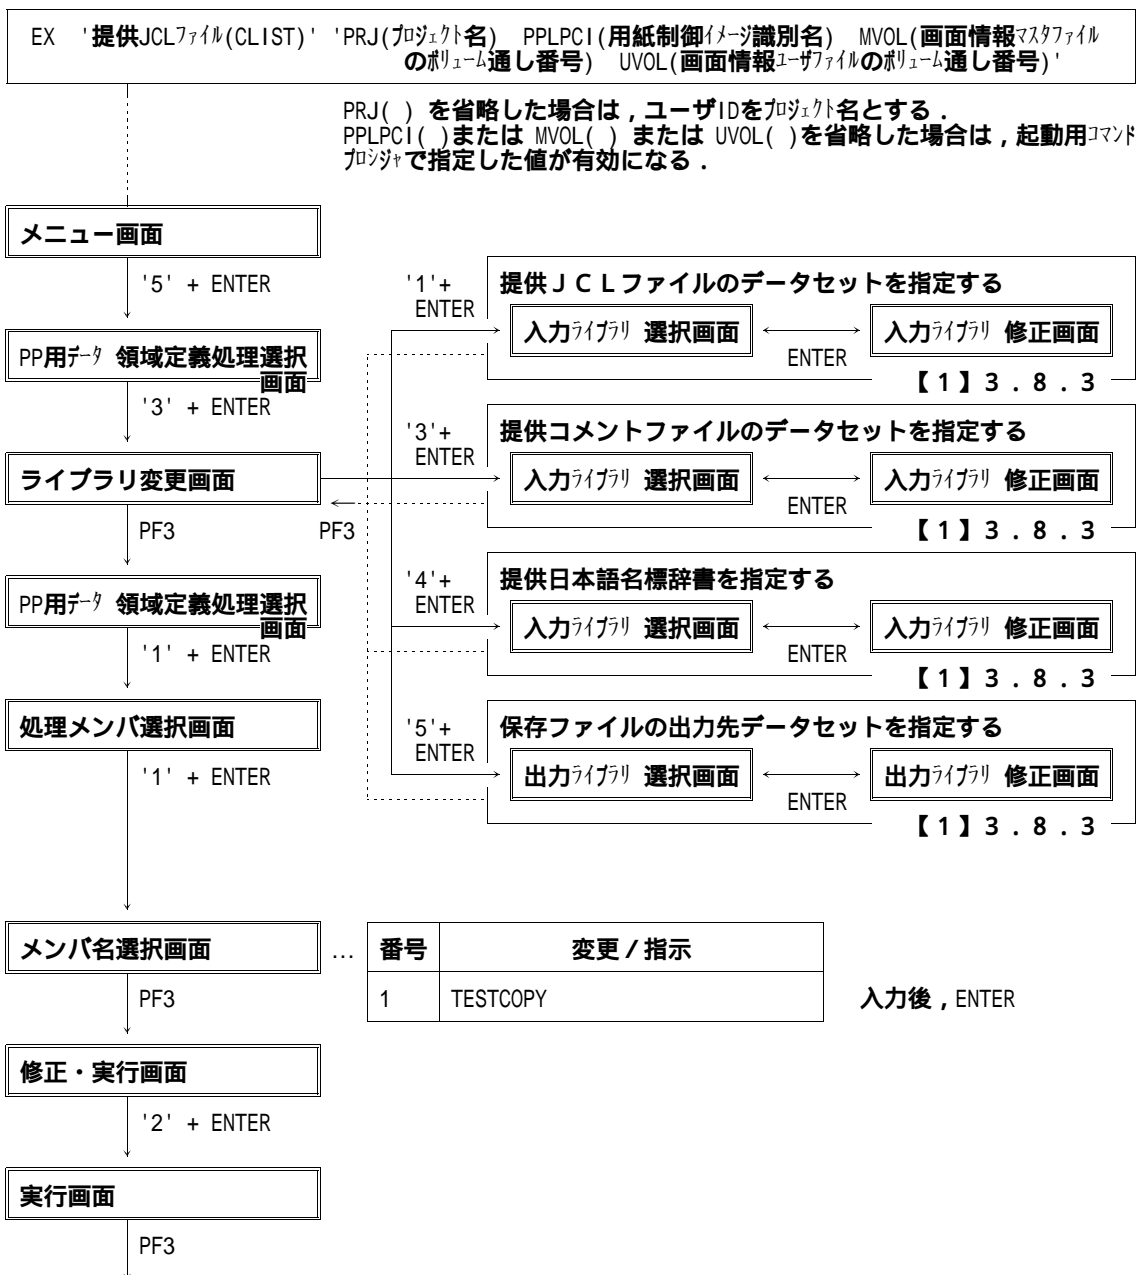 EX '提供JCLﾌｧｲﾙ(CLIST)' 'PRJ(ﾌﾟﾛｼﾞｪｸﾄ名) PPLPCI(用紙制御ｲﾒｰｼﾞ識別名) MVOL(画面情報ﾏｽﾀﾌｧｲﾙ
のﾎﾞﾘｭｰﾑ通し番号) UVOL(画面情報ﾕｰｻﾞﾌｧｲﾙのﾎﾞﾘｭｰﾑ通し番号)'
PRJ( ) を省略した場合は，ユーザIDをﾌﾟﾛｼﾞｪｸﾄ名とする．
PPLPCI( )または MVOL( ) または UVOL( )を省略した場合は，起動用ｺﾏﾝﾄﾞ
ﾌﾟﾛｼｼﾞｬで指定した値が有効になる．
メニュー画面
'5' + ENTER
PP用ﾃﾞｰﾀ 領域定義処理選択
画面
'3' + ENTER
ライブラリ変更画面
PF3
PF3
'1'+
ENTER
提供ＪＣＬファイルのデータセットを指定する
入力ﾗｲﾌﾞﾗﾘ 選択画面
ENTER
入力ﾗｲﾌﾞﾗﾘ 修正画面
【１】３．８．３
'3'+
ENTER
提供コメントファイルのデータセットを指定する
入力ﾗｲﾌﾞﾗﾘ 選択画面
ENTER
入力ﾗｲﾌﾞﾗﾘ 修正画面
【１】３．８．３
'4'+
ENTER
提供日本語名標辞書を指定する
入力ﾗｲﾌﾞﾗﾘ 選択画面
ENTER
入力ﾗｲﾌﾞﾗﾘ 修正画面
【１】３．８．３
'5'+
ENTER
保存ファイルの出力先データセットを指定する
出力ﾗｲﾌﾞﾗﾘ 選択画面
ENTER
出力ﾗｲﾌﾞﾗﾘ 修正画面
【１】３．８．３
PP用ﾃﾞｰﾀ 領域定義処理選択
画面
'1' + ENTER
処理メンバ選択画面
'1' + ENTER
メンバ名選択画面 …
番号 変更／指示
1 TESTCOPY
入力後，ENTER
PF3
修正・実行画面
'2' + ENTER
実行画面
PF3